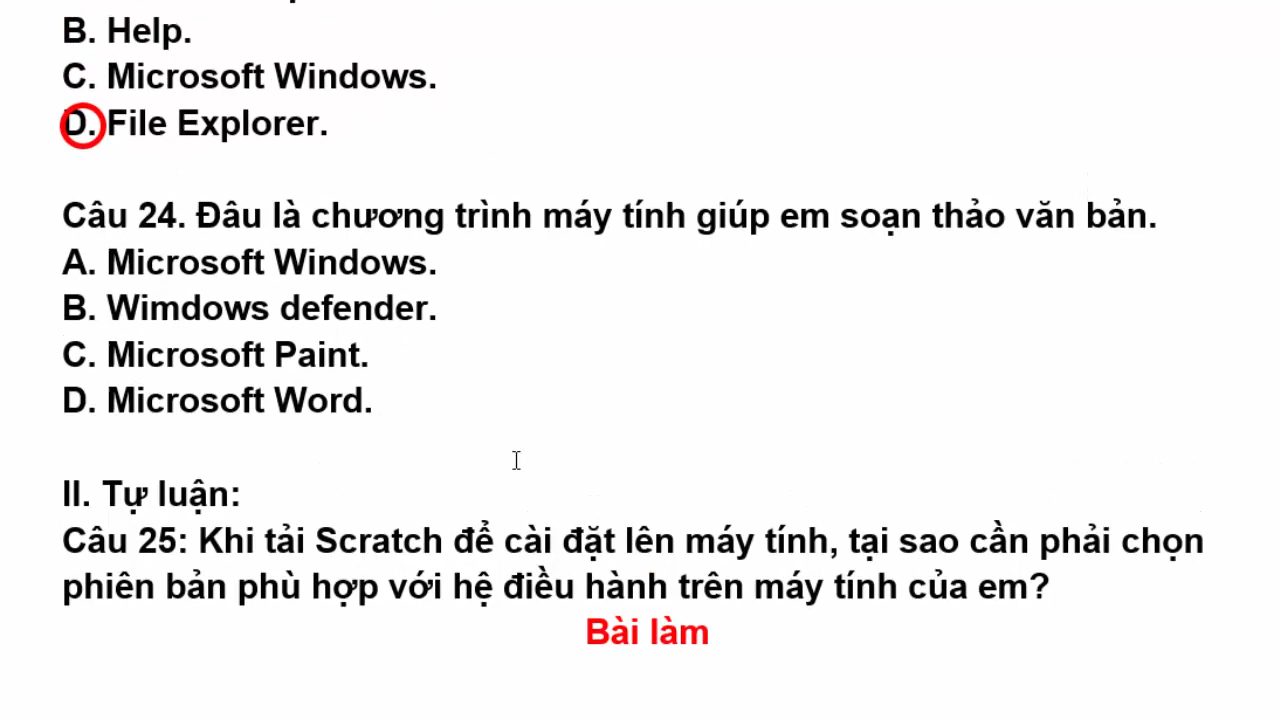 B. Help.
C. Microsoft Windows.
D. File Explorer.
Câu 24. Đâu là chương trình máy tính giúp em soạn thảo văn bản.
A. Microsoft Windows.
B. Wimdows defender.
C. Microsoft Paint.
D. Microsoft Word.
II. Tự luận:
Câu 25: Khi tải Scratch để cài đặt lên máy tính, tại sao cần phải chọn
phiên bản phù hợp với hệ điều hành trên máy tính của em?
Bài làm